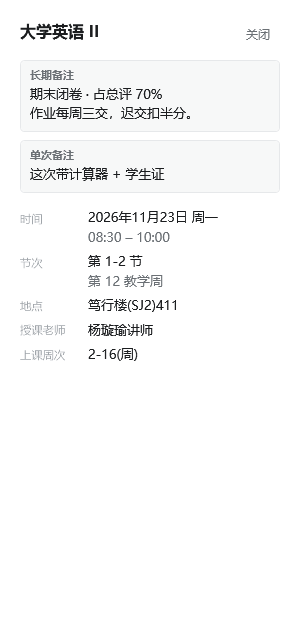 大学英语 II
关闭
长期备注
期末闭卷 · 占总评 70%
作业每周三交，迟交扣半分。
单次备注
这次带计算器 + 学生证
时间
2026年11月23日 周一
08:30 – 10:00
节次
第 1-2 节
第 12 教学周
地点
笃行楼(SJ2)411
授课老师
杨璇瑜讲师
上课周次
2-16(周)